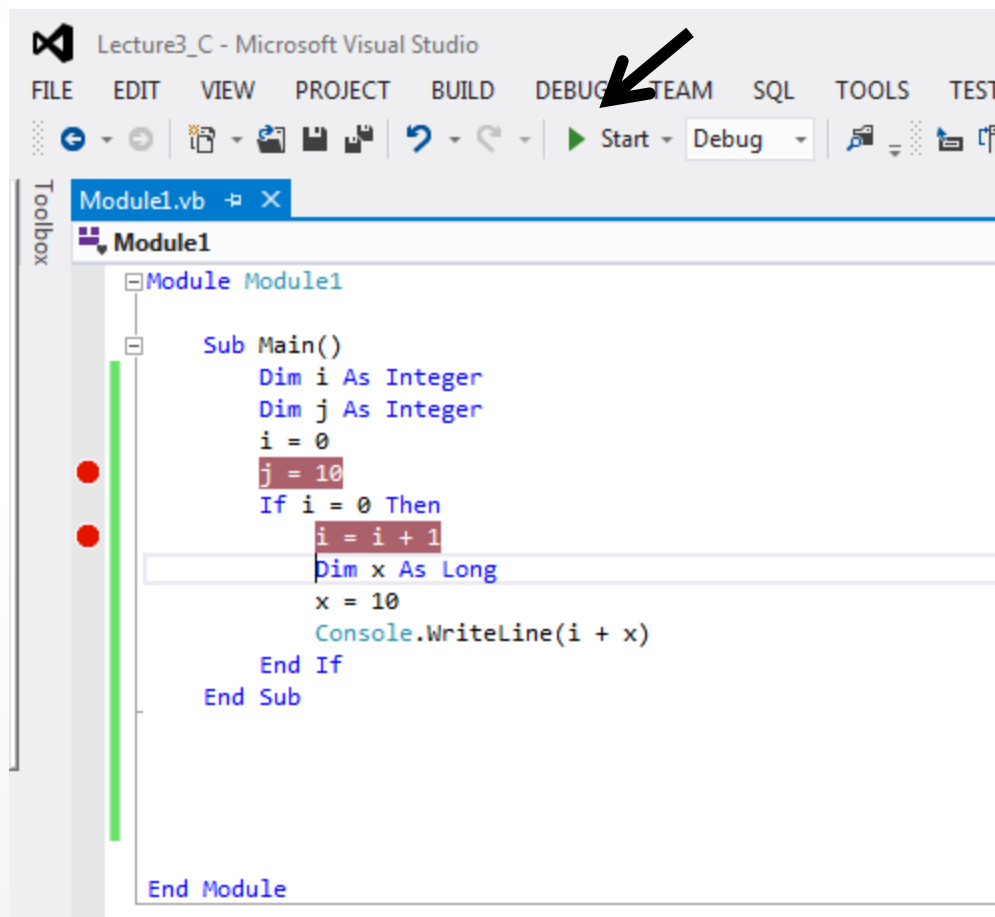 Lecture3_C - Microsoft Visual Studio
FILE EDIT VIEW PROJECT BUILD DEBUG TEAM SQL TOOLS TEST
Start Debug
Toolbox
Module1.vb
Module1
Module Module1
Sub Main()
Dim i As Integer
Dim j As Integer
i = 0
j = 10
If i = 0 Then
i = i + 1
Dim x As Long
x = 10
Console.WriteLine(i + x)
End If
End Sub
End Module